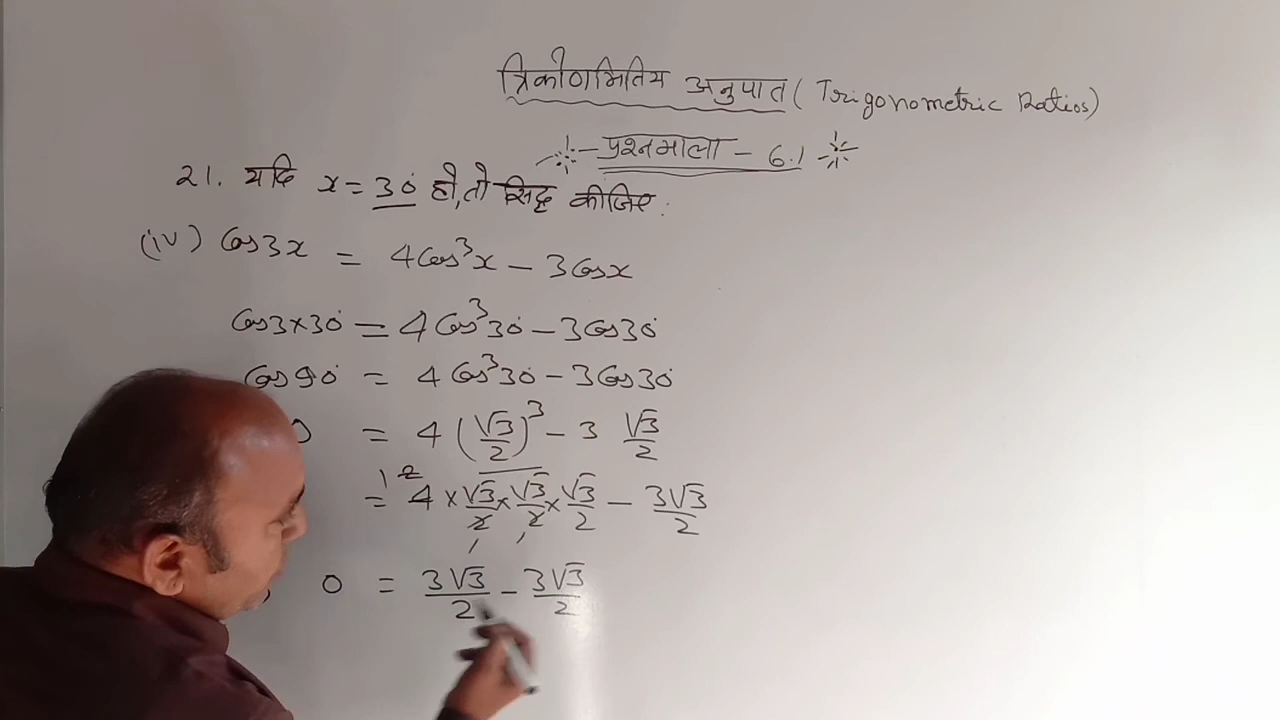 त्रिकोणमितिय अनुपात (Trigonometric Ratios)
प्रश्नमाला - 6.1
21. यदि x = 30° हो, तो सिद्ध कीजिए :
(iv) Cos3x = 4Cos³x - 3Cosx
Cos3×30° = 4Cos³30° - 3Cos30°
Cos90° = 4Cos³30° - 3Cos30°
0 = 4(√3/2)³ - 3 √3/2
= 4 × √3/2 × √3/2 × √3/2 - 3√3/2
0 = 3√3/2 - 3√3/2